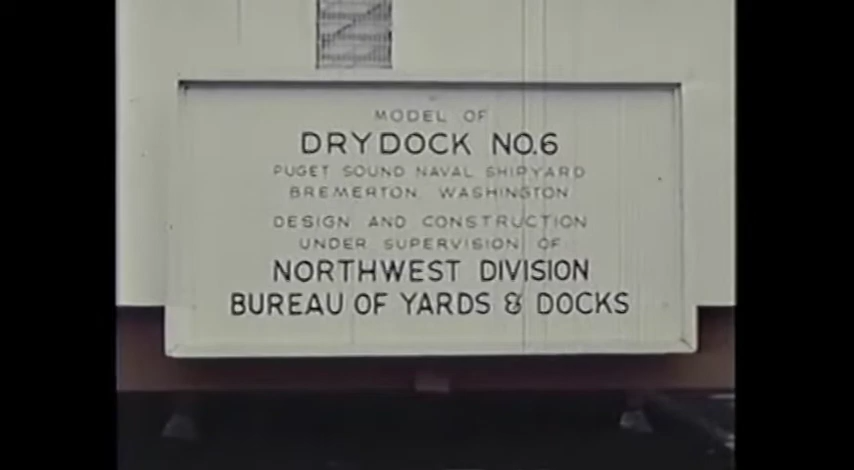 MODEL OF
DRYDOCK NO.6
PUGET SOUND NAVAL SHIPYARD
BREMERTON, WASHINGTON
DESIGN AND CONSTRUCTION
UNDER SUPERVISION OF
NORTHWEST DIVISION
BUREAU OF YARDS & DOCKS